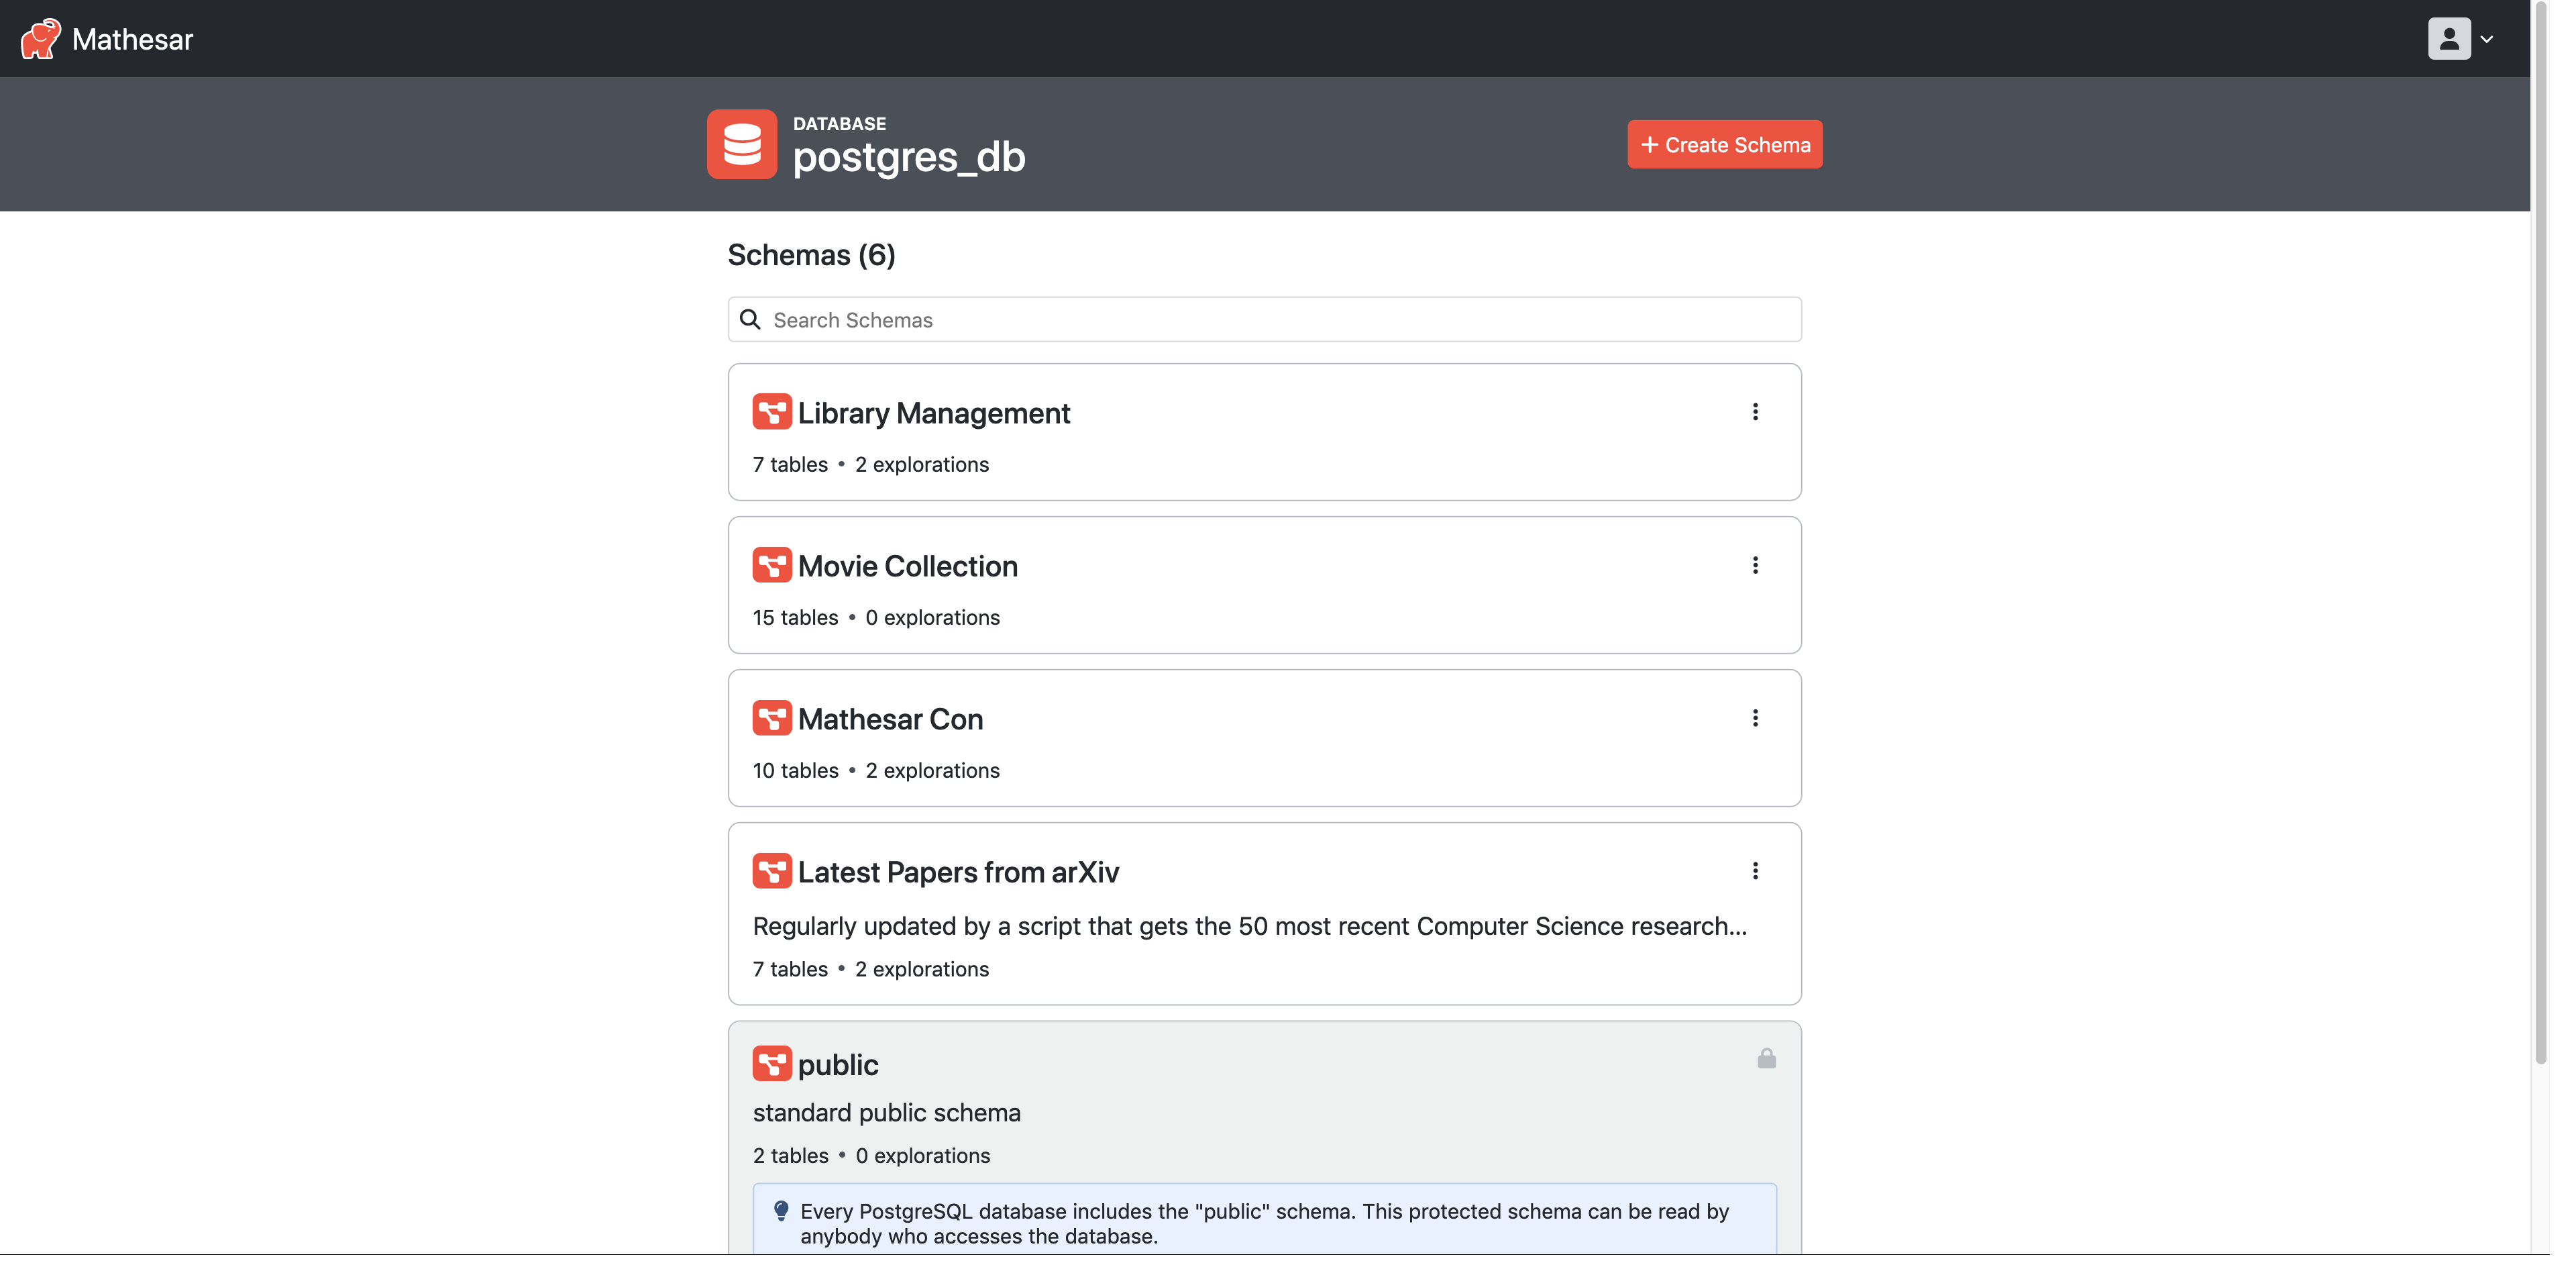 Mathesar
DATABASE
postgres_db
+ Create Schema
Schemas (6)
Search Schemas
Library Management
7 tables • 2 explorations
Movie Collection
15 tables • 0 explorations
Mathesar Con
10 tables • 2 explorations
Latest Papers from arXiv
Regularly updated by a script that gets the 50 most recent Computer Science research...
7 tables • 2 explorations
public
standard public schema
2 tables • 0 explorations
Every PostgreSQL database includes the "public" schema. This protected schema can be read by
anybody who accesses the database.